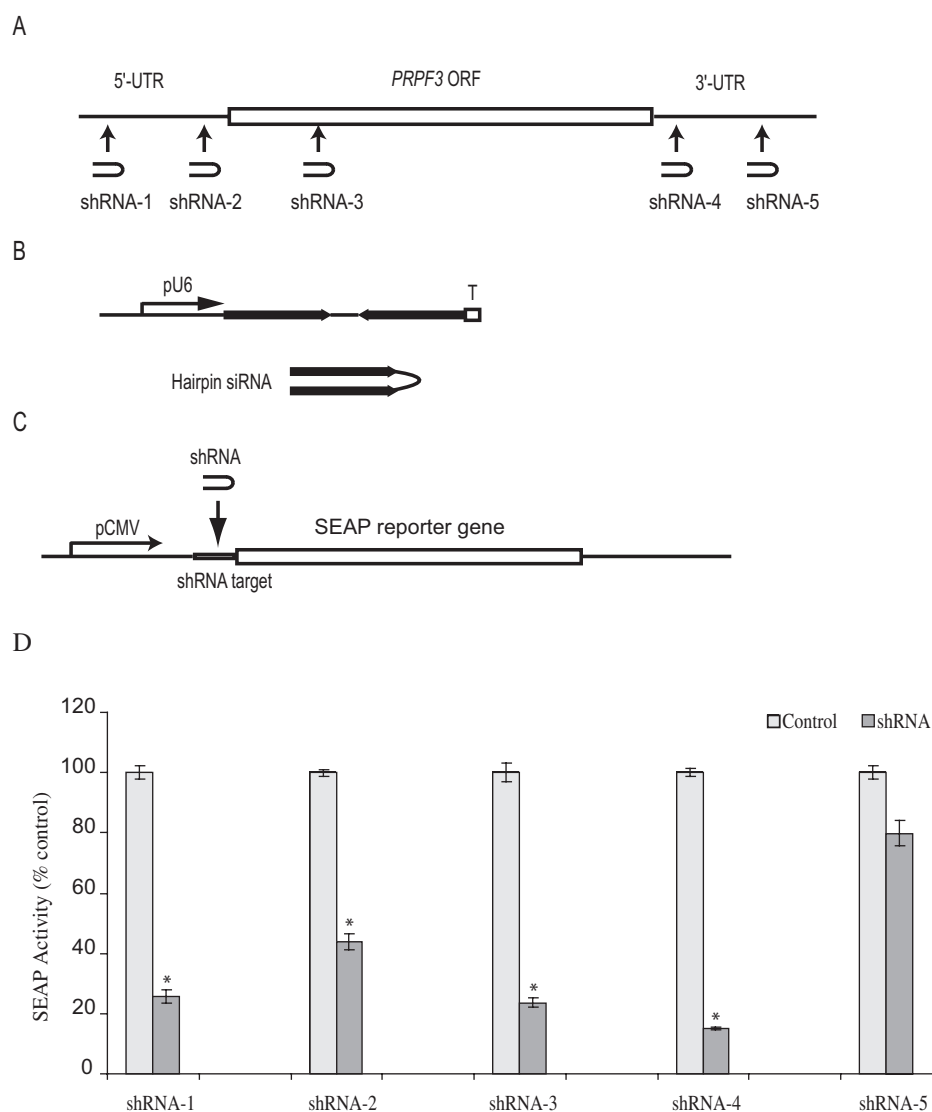 A
5'-UTR PRPF3 ORF 3'-UTR
shRNA-1 shRNA-2 shRNA-3 shRNA-4 shRNA-5
B
pU6 T
Hairpin siRNA
C
shRNA
pCMV SEAP reporter gene
shRNA target
D
SEAP Activity (% control)
120
100
80
60
40
20
0
Control shRNA
* * * *
shRNA-1 shRNA-2 shRNA-3 shRNA-4 shRNA-5